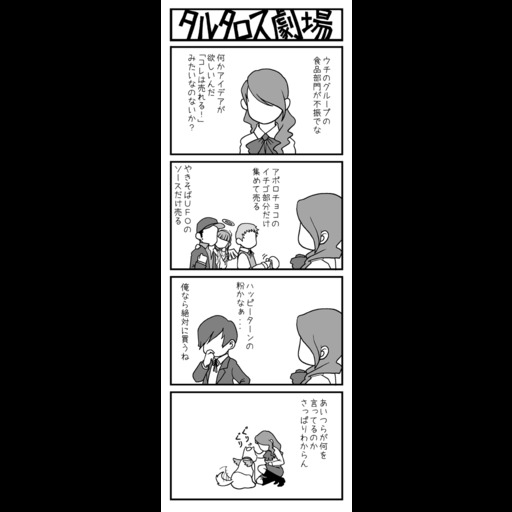 タルタロス劇場
ウチのグループの
食品部門が不振でな
何かアイデアが
欲しいんだ
「コレは売れる!」
みたいなのないか?
アポロチョコの
イチゴ部分だけ
集めて売る
やきそばUFOの
ソースだけ売る
ハッピーターンの
粉かなぁ…
俺なら絶対に買うね
あいつらが何を
言ってるのか
さっぱりわからん
ぐり
ぐり